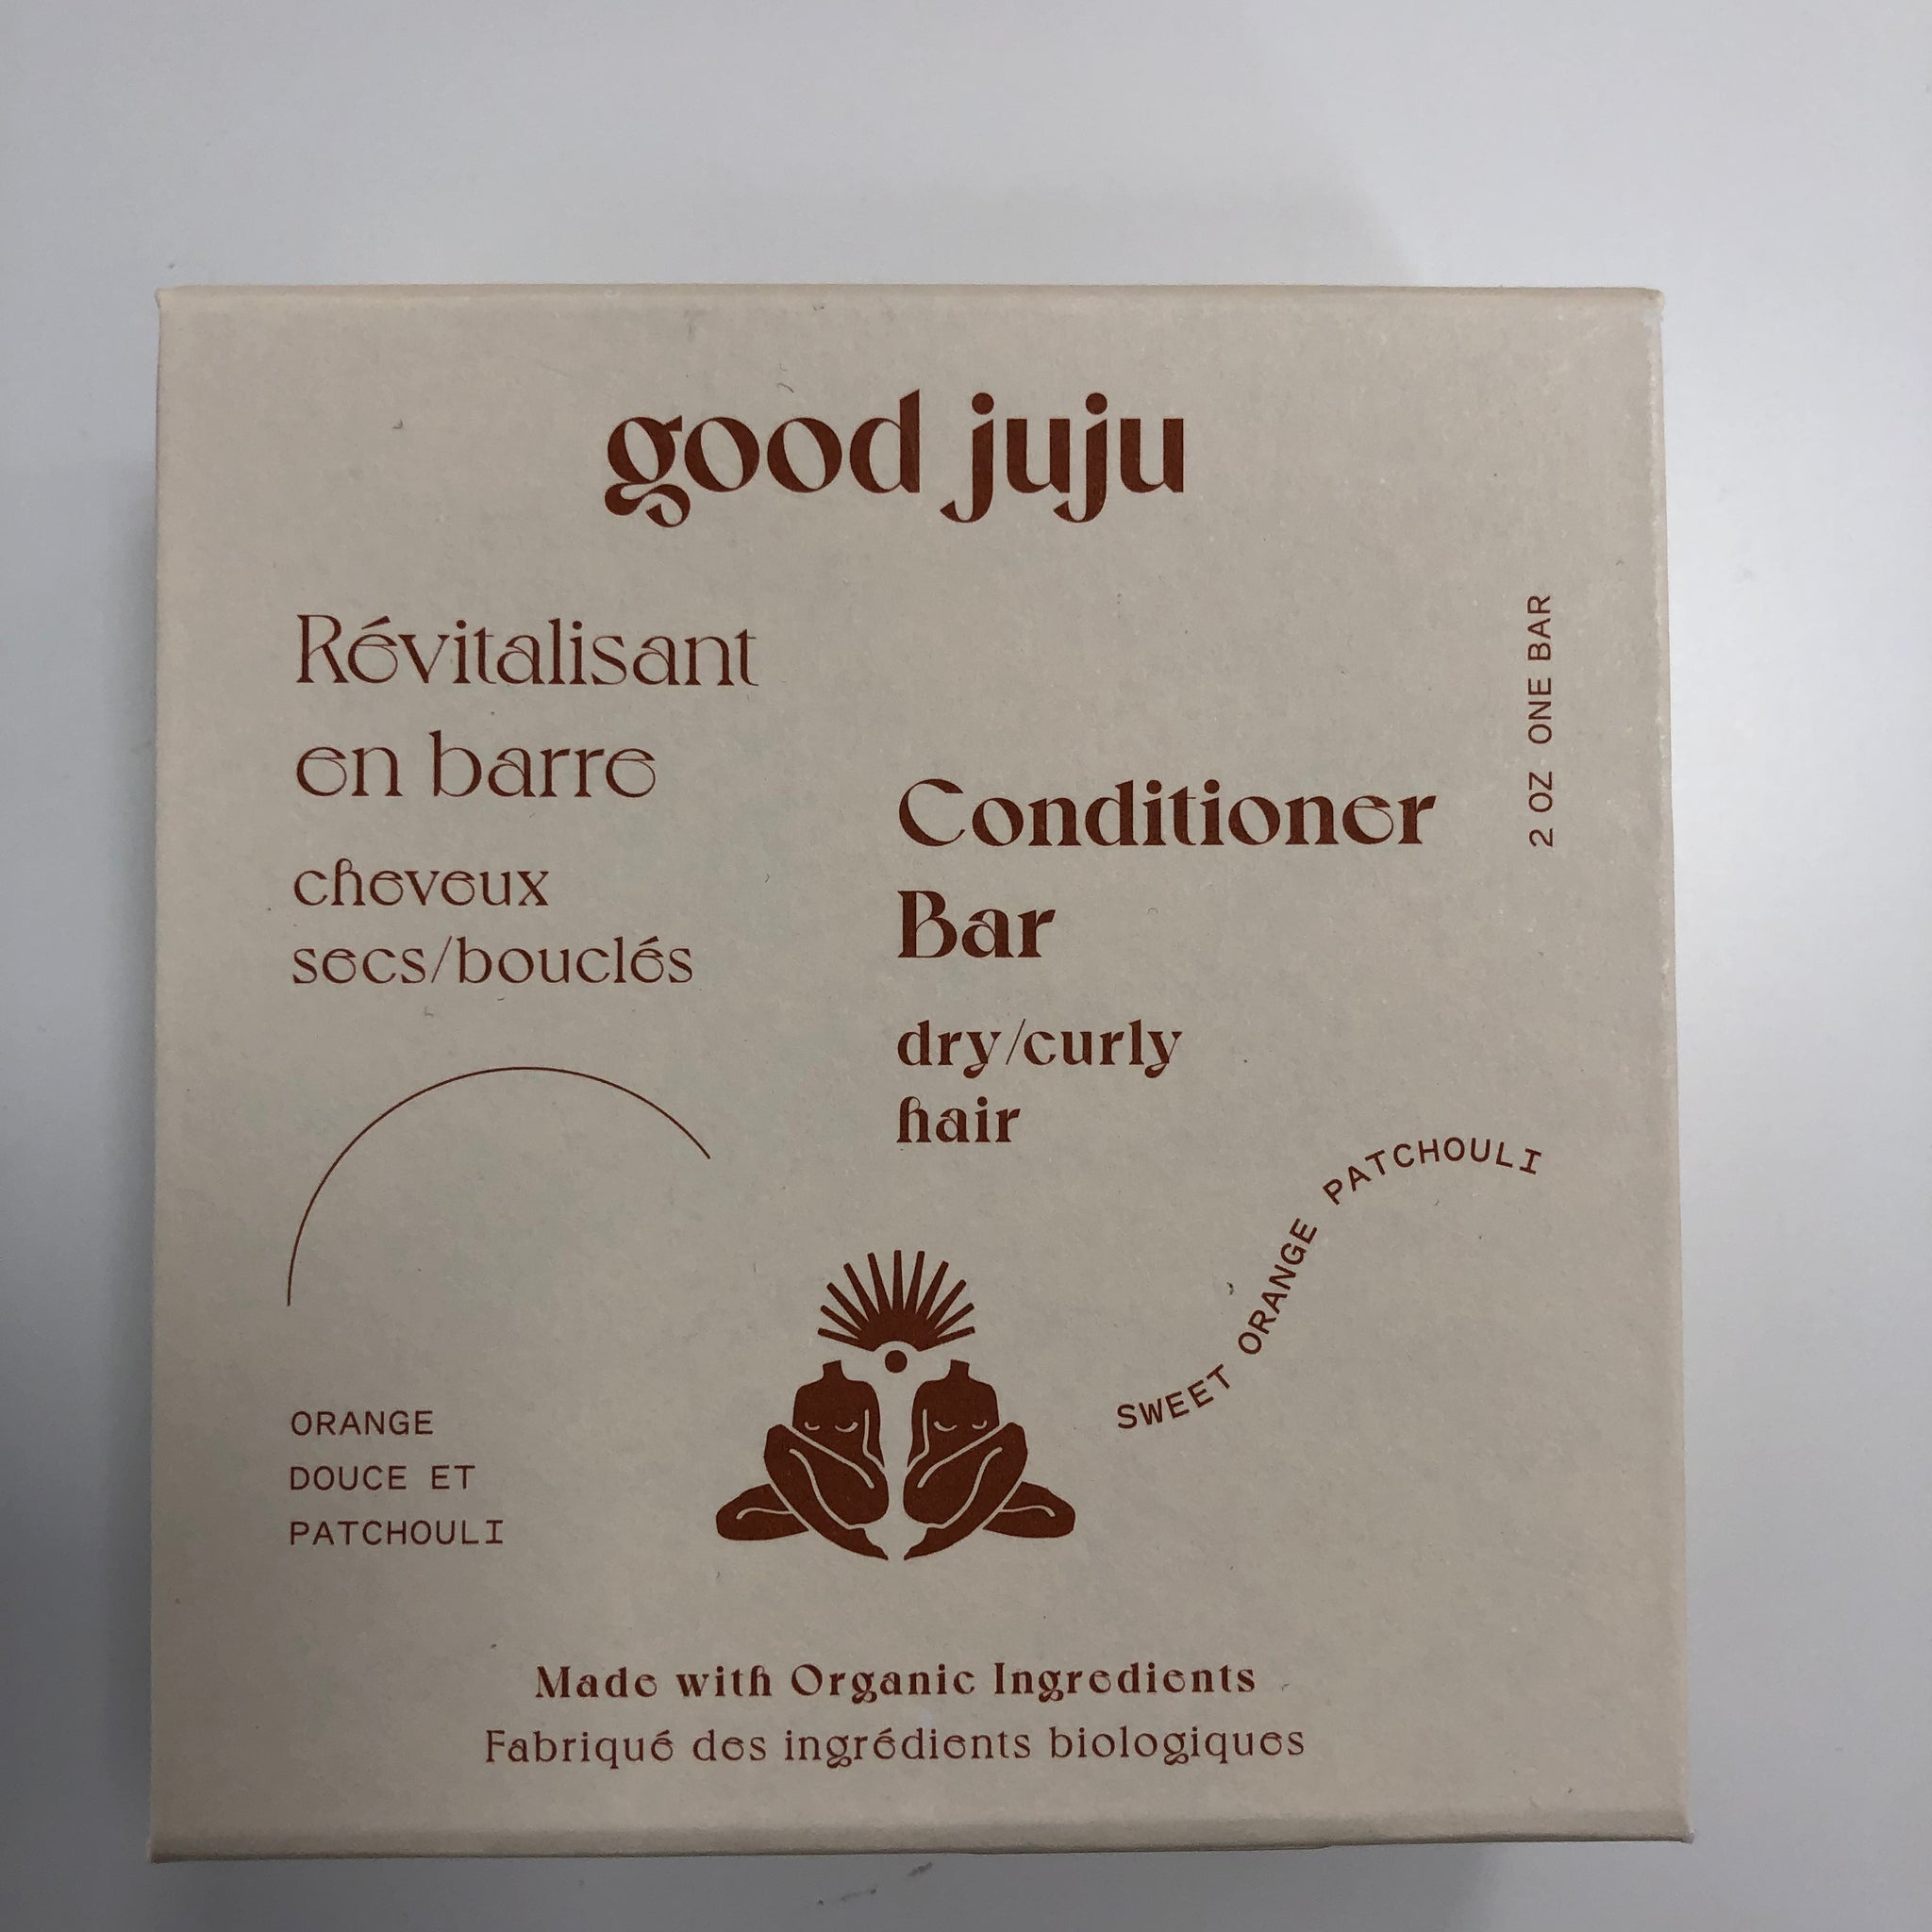 good juju
Révitalisant
en barre
cheveux
secs/bouclés
Conditioner
Bar
dry/curly
hair
2 OZ ONE BAR
SWEET ORANGE PATCHOULI
ORANGE
DOUCE ET
PATCHOULI
Made with Organic Ingredients
Fabriqué des ingrédients biologiques